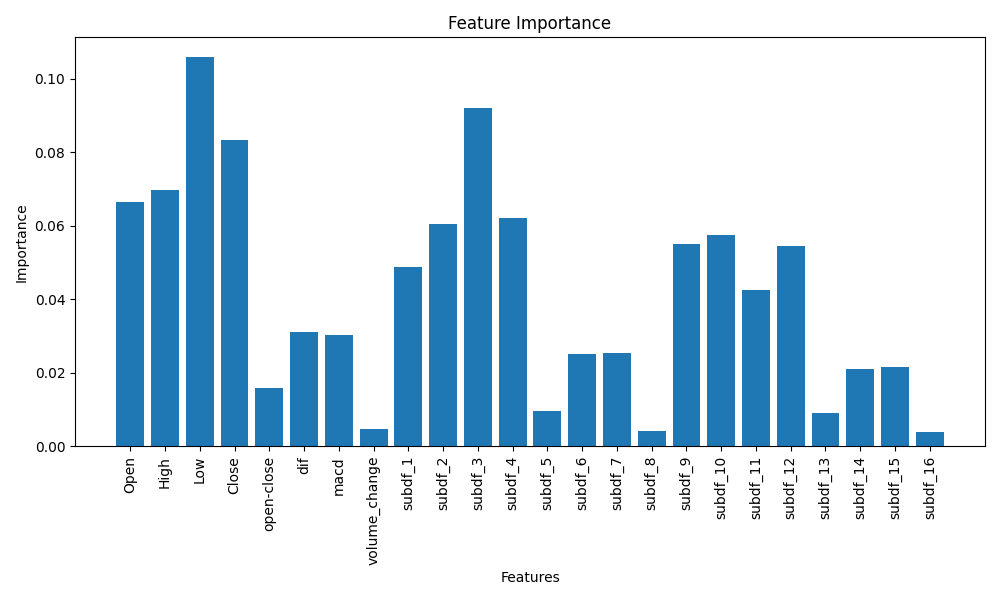 Feature Importance
Importance
0.10
0.08
0.06
0.04
0.02
0.00
Open
High
Low
Close
open-close
dif
macd
volume_change
subdf_1
subdf_2
subdf_3
subdf_4
subdf_5
subdf_6
subdf_7
subdf_8
subdf_9
subdf_10
subdf_11
subdf_12
subdf_13
subdf_14
subdf_15
subdf_16
Features